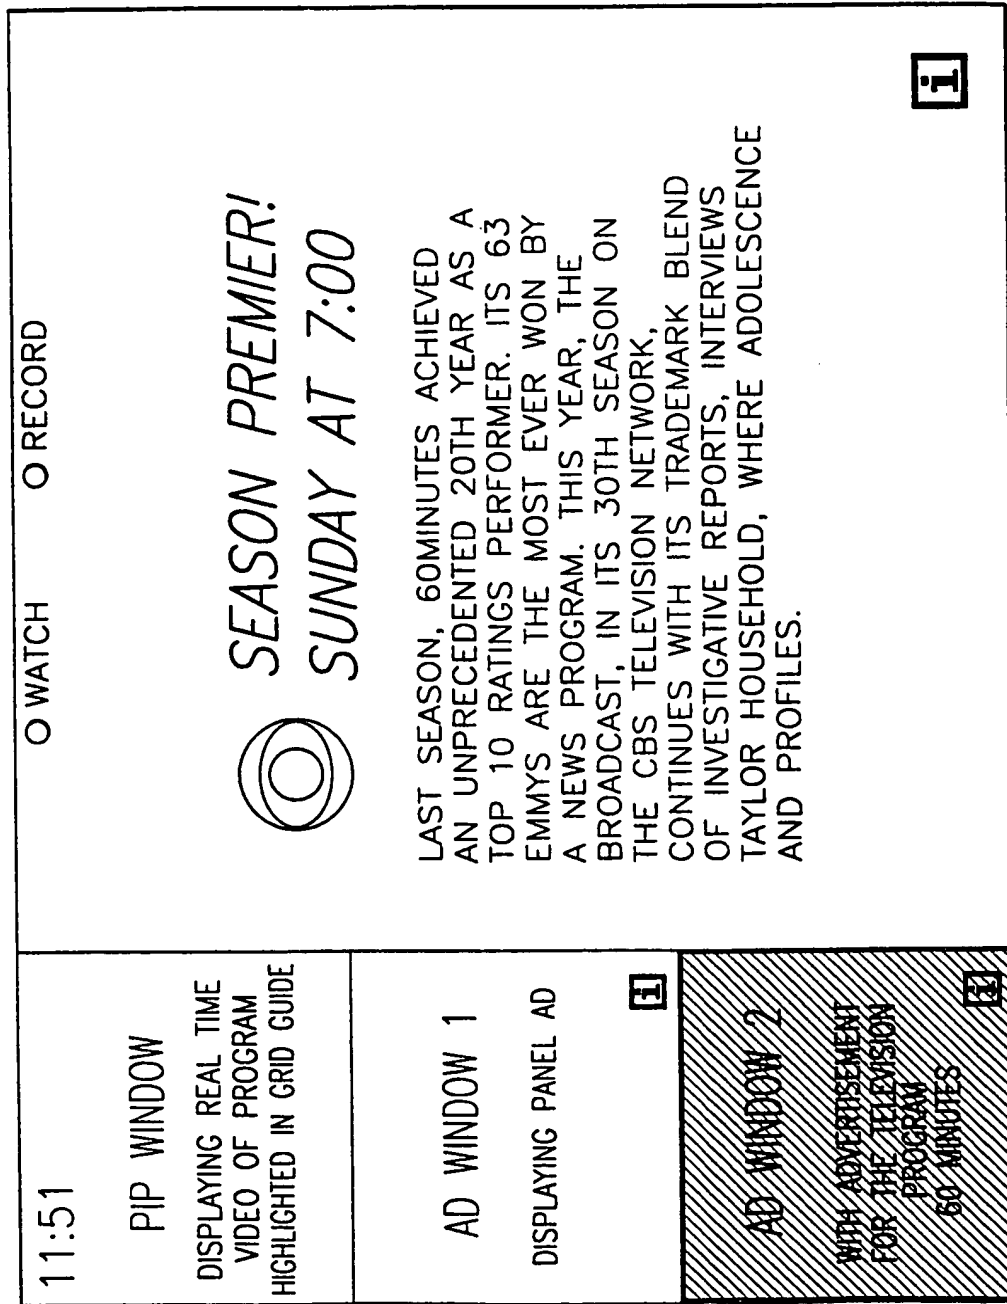 11:51
PIP WINDOW
DISPLAYING REAL TIME
VIDEO OF PROGRAM
HIGHLIGHTED IN GRID GUIDE
AD WINDOW 1
DISPLAYING PANEL AD
i
AD WINDOW 2
WITH ADVERTISEMENT
FOR THE TELEVISION
PROGRAM
60 MINUTES
i
WATCH
RECORD
SEASON PREMIER!
SUNDAY AT 7:00
LAST SEASON, 60MINUTES ACHIEVED
AN UNPRECEDENTED 20TH YEAR AS A
TOP 10 RATINGS PERFORMER. ITS 63
EMMYS ARE THE MOST EVER WON BY
A NEWS PROGRAM. THIS YEAR, THE
BROADCAST, IN ITS 30TH SEASON ON
THE CBS TELEVISION NETWORK,
CONTINUES WITH ITS TRADEMARK BLEND
OF INVESTIGATIVE REPORTS, INTERVIEWS
TAYLOR HOUSEHOLD, WHERE ADOLESCENCE
AND PROFILES.
i